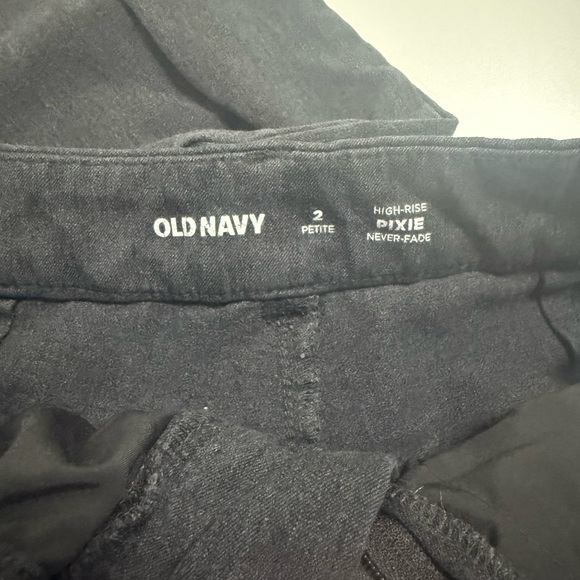 OLD NAVY
2
PETITE
HIGH-RISE
PIXIE
NEVER-FADE